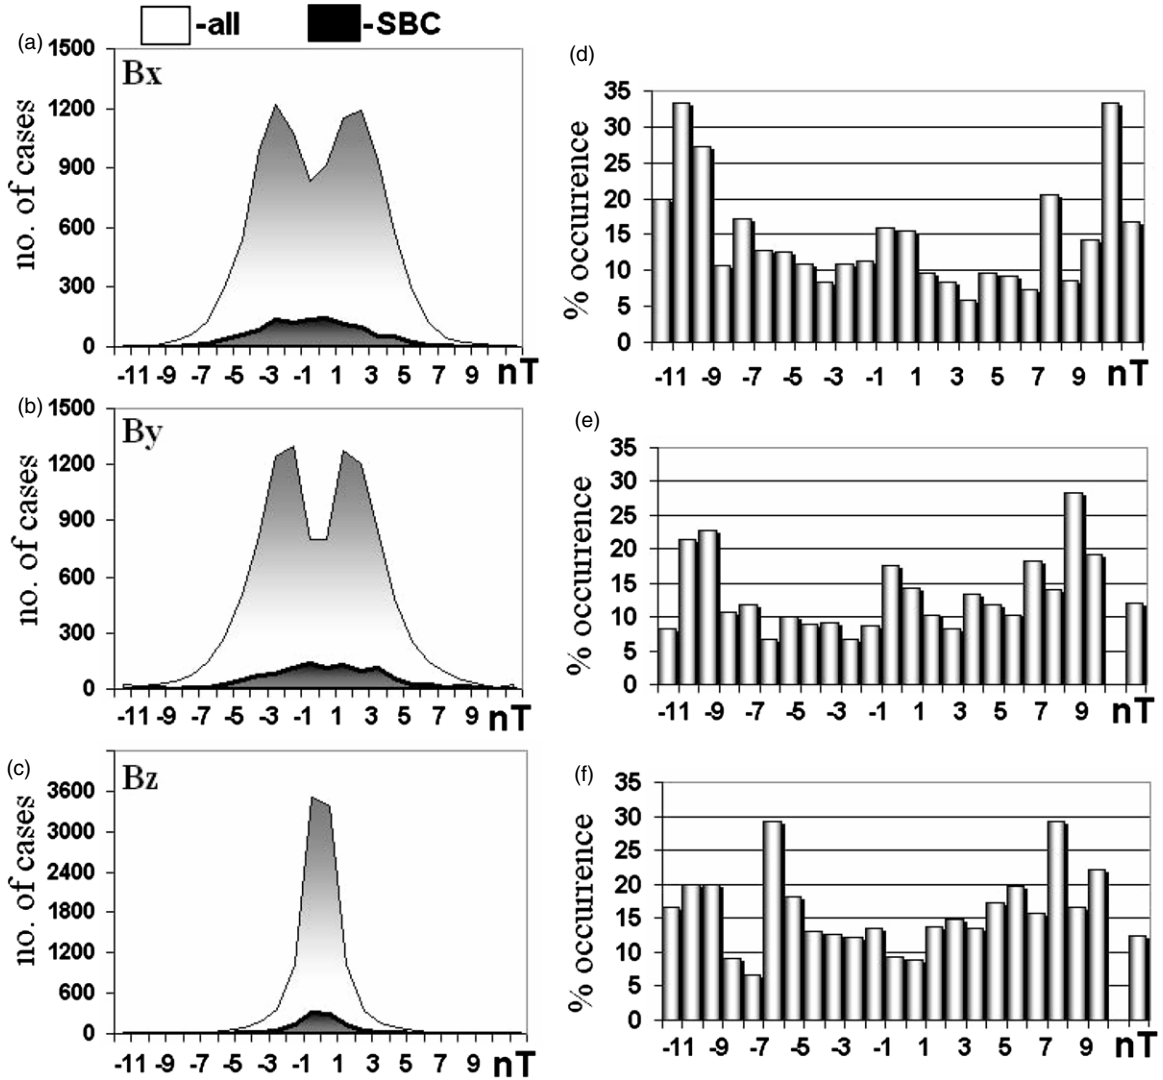 -all -SBC
(a)
Bx
no. of cases
1500
1200
900
600
300
0
-11 -9 -7 -5 -3 -1 1 3 5 7 9 nT
(d)
% occurrence
35
30
25
20
15
10
5
0
-11 -9 -7 -5 -3 -1 1 3 5 7 9 nT
(b)
By
no. of cases
1500
1200
900
600
300
0
-11 -9 -7 -5 -3 -1 1 3 5 7 9 nT
(e)
% occurrence
35
30
25
20
15
10
5
0
-11 -9 -7 -5 -3 -1 1 3 5 7 9 nT
(c)
Bz
no. of cases
3600
3000
2400
1800
1200
600
0
-11 -9 -7 -5 -3 -1 1 3 5 7 9 nT
(f)
% occurrence
35
30
25
20
15
10
5
0
-11 -9 -7 -5 -3 -1 1 3 5 7 9 nT